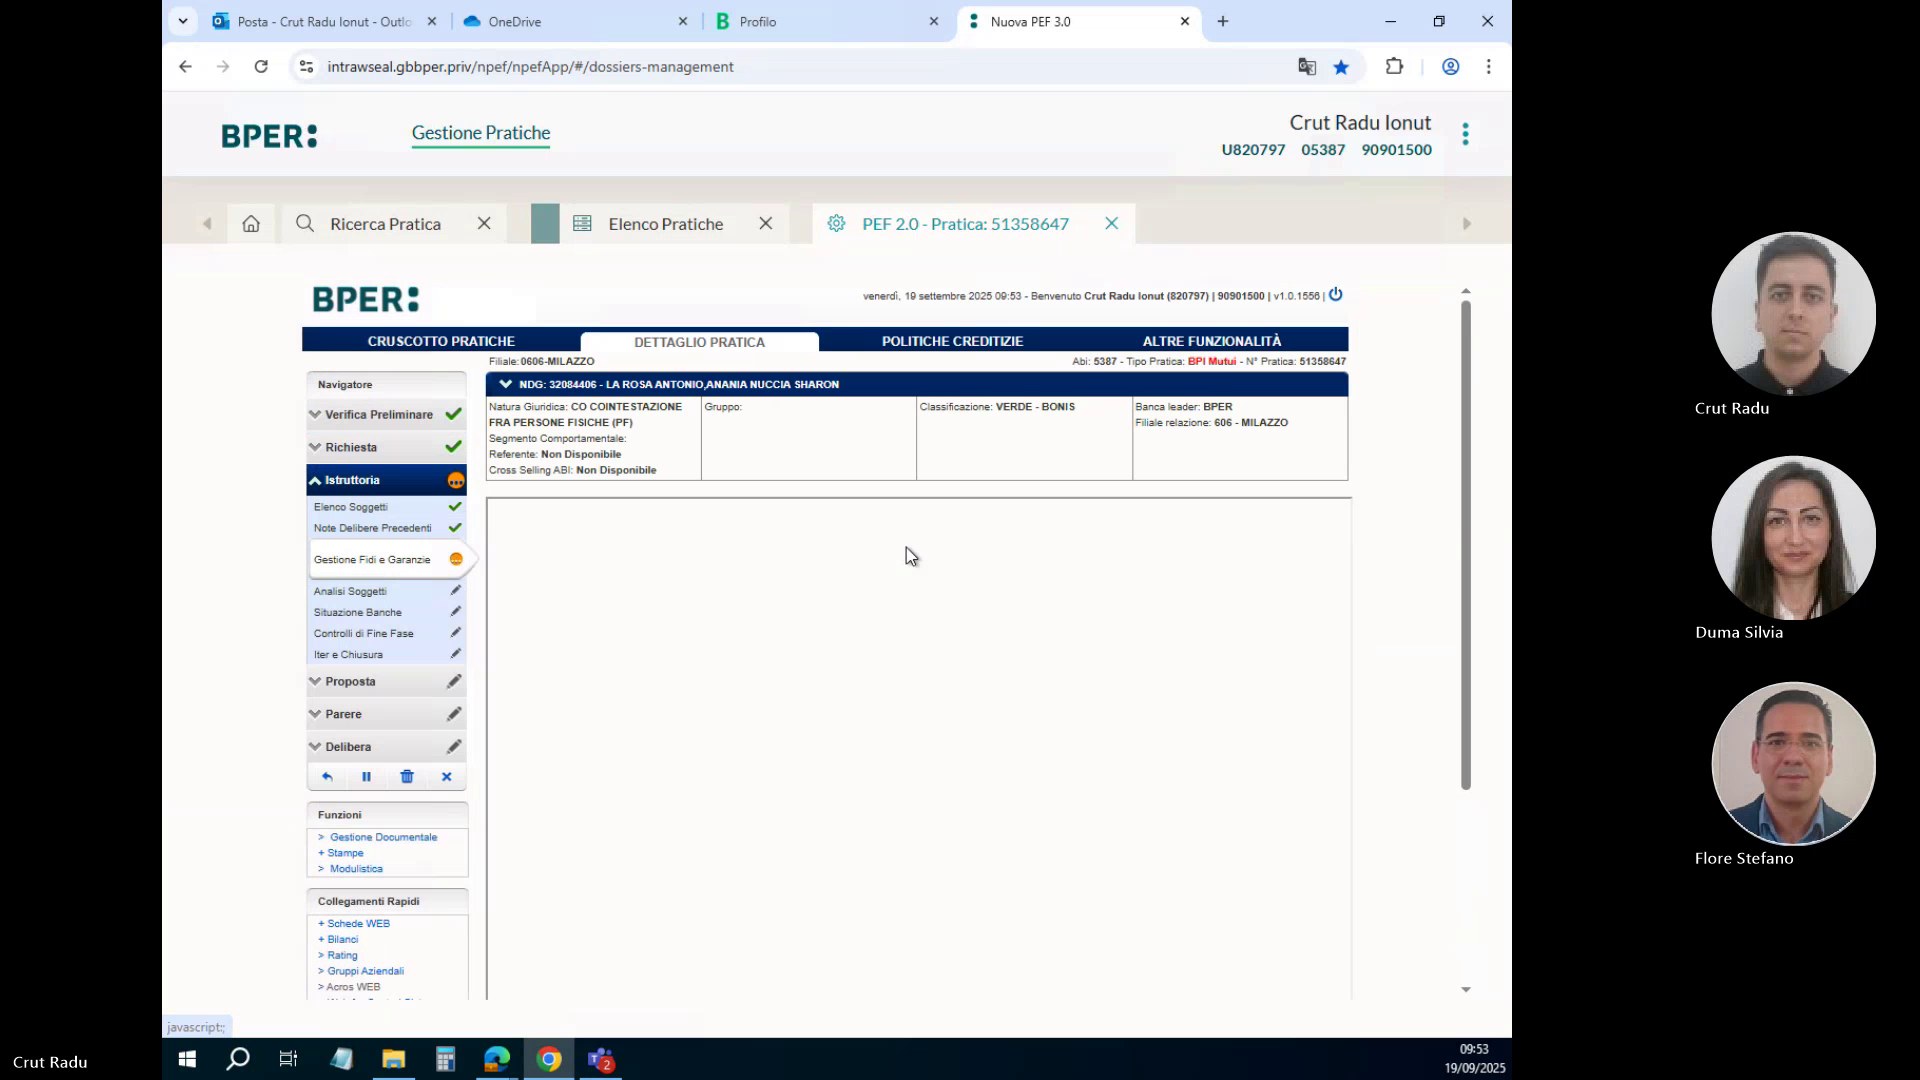 Posta - Crut Radu Ionut - Outlo
OneDrive
Profilo
Nuova PEF 3.0
intrawseal.gbbper.priv/npef/npefApp/#/dossiers-management
BPER:
Gestione Pratiche
Crut Radu Ionut
U820797 05387 90901500
Ricerca Pratica
Elenco Pratiche
PEF 2.0 - Pratica: 51358647
BPER:
venerdì, 19 settembre 2025 09:53 - Benvenuto Crut Radu Ionut (820797) | 90901500 | v1.0.1556 |
CRUSCOTTO PRATICHE
DETTAGLIO PRATICA
POLITICHE CREDITIZIE
ALTRE FUNZIONALITÀ
Filiale: 0606-MILAZZO
Abi: 5387 - Tipo Pratica: BPI Mutui - N° Pratica: 51358647
NDG: 32084406 - LA ROSA ANTONIO,ANANIA NUCCIA SHARON
Natura Giuridica: CO COINTESTAZIONE
FRA PERSONE FISICHE (PF)
Segmento Comportamentale:
Referente: Non Disponibile
Cross Selling ABI: Non Disponibile
Gruppo:
Classificazione: VERDE - BONIS
Banca leader: BPER
Filiale relazione: 606 - MILAZZO
Navigatore
Verifica Preliminare
Richiesta
Istruttoria
Elenco Soggetti
Note Delibere Precedenti
Gestione Fidi e Garanzie
Analisi Soggetti
Situazione Banche
Controlli di Fine Fase
Iter e Chiusura
Proposta
Parere
Delibera
Funzioni
> Gestione Documentale
+ Stampe
> Modulistica
Collegamenti Rapidi
+ Schede WEB
+ Bilanci
> Rating
> Gruppi Aziendali
> Acros WEB
javascript:;
2
09:53
19/09/2025
Crut Radu
Duma Silvia
Flore Stefano
Crut Radu